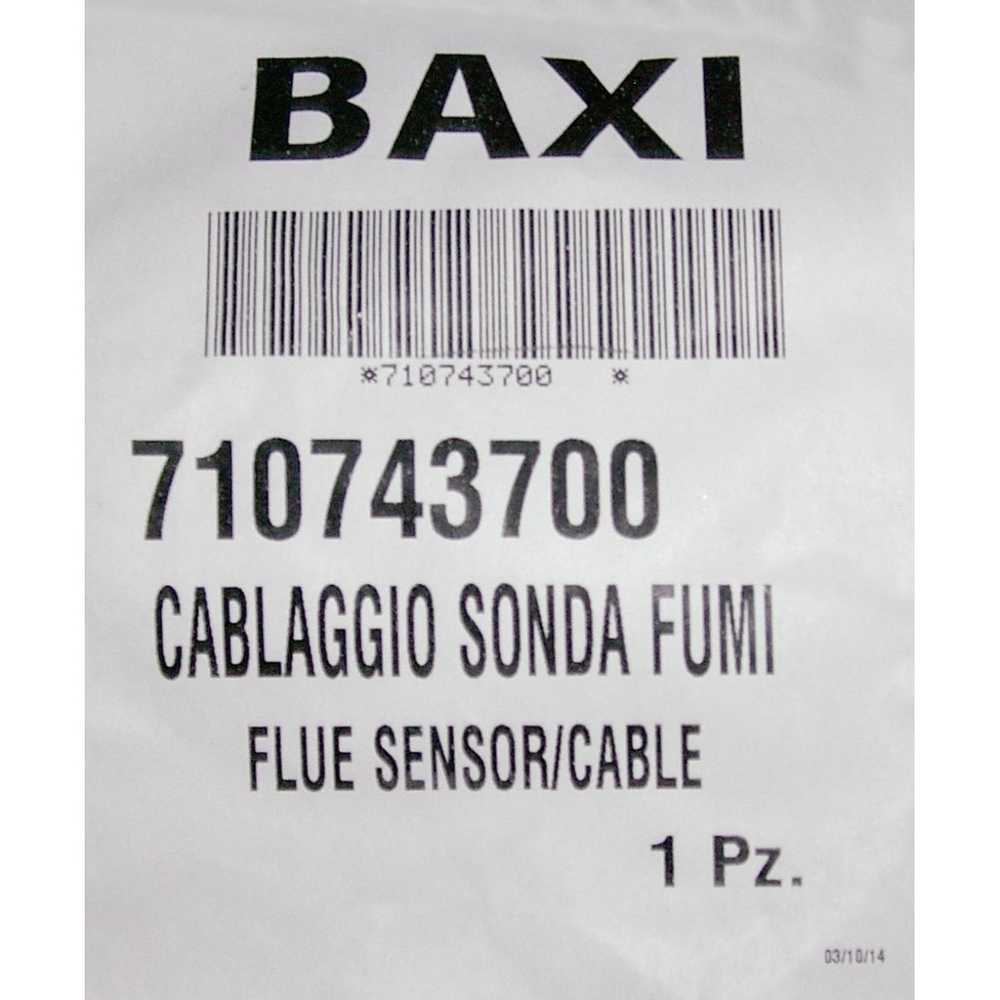 BAXI
*710743700 *
710743700
CABLAGGIO SONDA FUMI
FLUE SENSOR/CABLE
1 Pz.
03/10/14